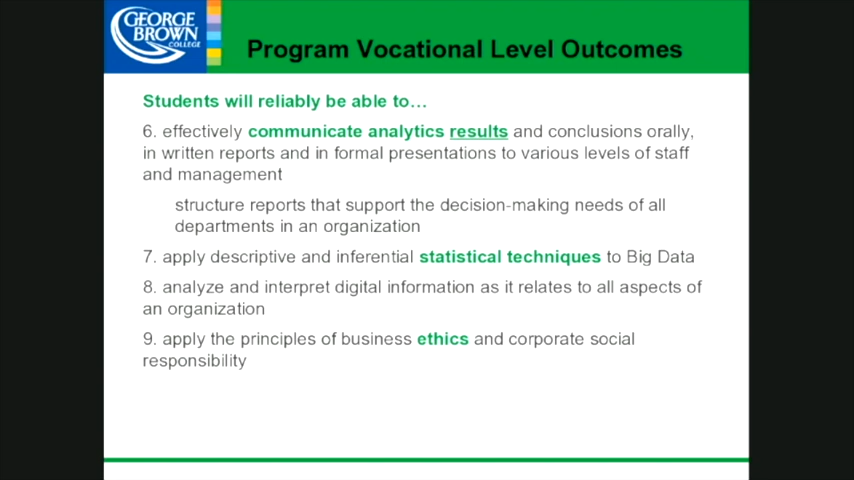 GEORGE
BROWN
COLLEGE
Program Vocational Level Outcomes
Students will reliably be able to…
6. effectively communicate analytics results and conclusions orally,
in written reports and in formal presentations to various levels of staff
and management
structure reports that support the decision-making needs of all
departments in an organization
7. apply descriptive and inferential statistical techniques to Big Data
8. analyze and interpret digital information as it relates to all aspects of
an organization
9. apply the principles of business ethics and corporate social
responsibility